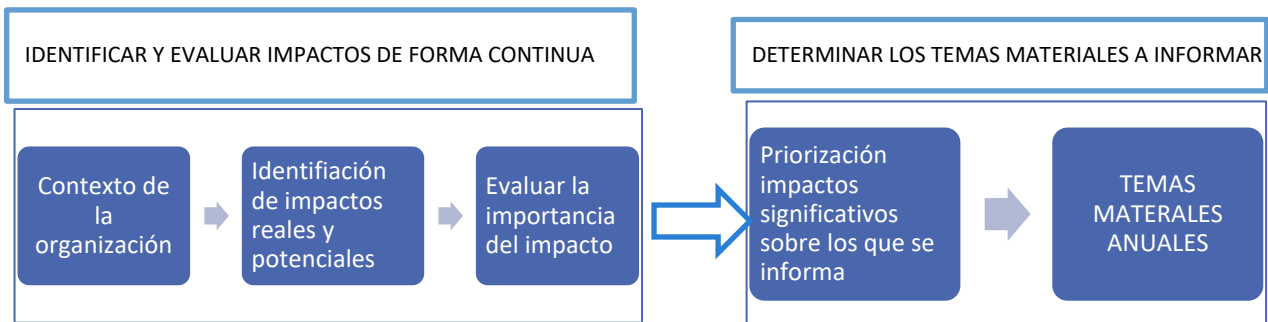 IDENTIFICAR Y EVALUAR IMPACTOS DE FORMA CONTINUA
DETERMINAR LOS TEMAS MATERIALES A INFORMAR
Contexto de
la
organización
Identifiación
de impactos
reales y
potenciales
Evaluar la
importancia
del impacto
Priorización
impactos
significativos
sobre los que se
informa
TEMAS
MATERALES
ANUALES